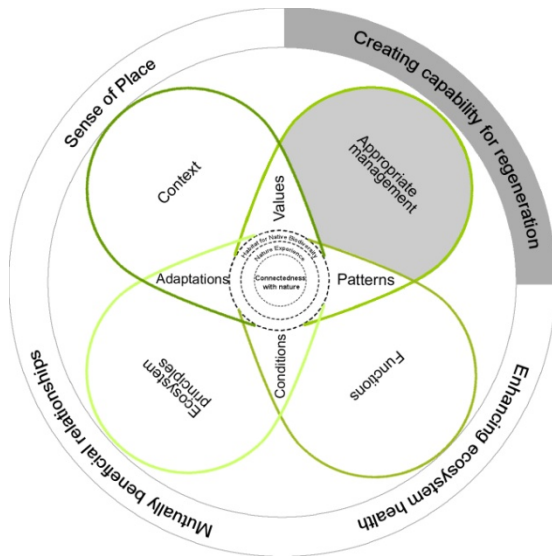 Sense of Place
Creating capability for regeneration
Context
Appropriate
management
Values
Habitat for Native Biodiversity
Nature Experience
Connectedness
with nature
Adaptations
Patterns
Conditions
Ecosystem
principles
Functions
Mutually beneficial relationships
Enhancing ecosystem health